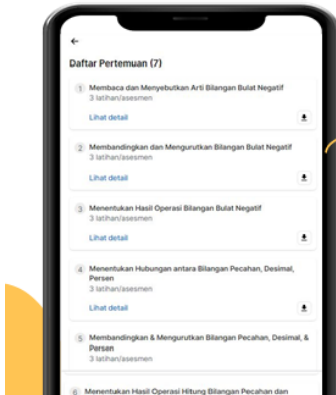 ←
Daftar Pertemuan (7)
1 Membaca dan Menyebutkan Arti Bilangan Bulat Negatif
3 latihan/asesmen
Lihat detail
2 Membandingkan dan Mengurutkan Bilangan Bulat Negatif
3 latihan/asesmen
Lihat detail
3 Menentukan Hasil Operasi Bilangan Bulat Negatif
3 latihan/asesmen
Lihat detail
4 Menentukan Hubungan antara Bilangan Pecahan, Desimal,
Persen
3 latihan/asesmen
Lihat detail
5 Membandingkan & Mengurutkan Bilangan Pecahan, Desimal, &
Persen
3 latihan/asesmen
6 Menentukan Hasil Operasi Hitung Bilangan Pecahan dan